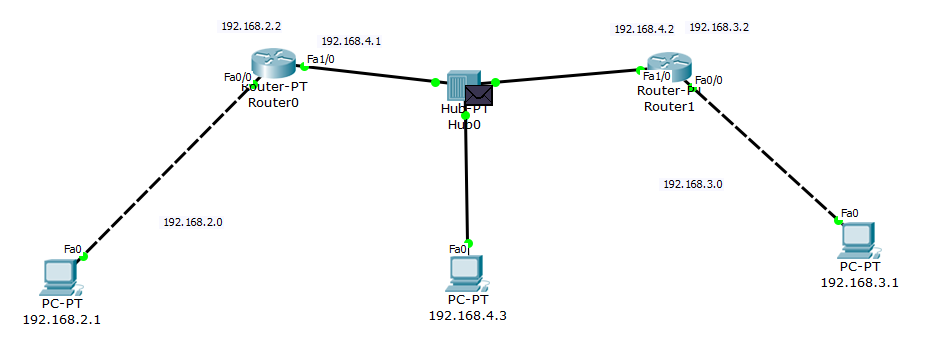 192.168.2.2
192.168.4.1
192.168.4.2
192.168.3.2
Fa1/0
Fa0/0
Router-PT
Router0
Hub-PT
Hub0
Fa1/0
Fa0/0
Router-PT
Router1
192.168.2.0
192.168.3.0
Fa0
PC-PT
192.168.2.1
Fa0
PC-PT
192.168.4.3
Fa0
PC-PT
192.168.3.1